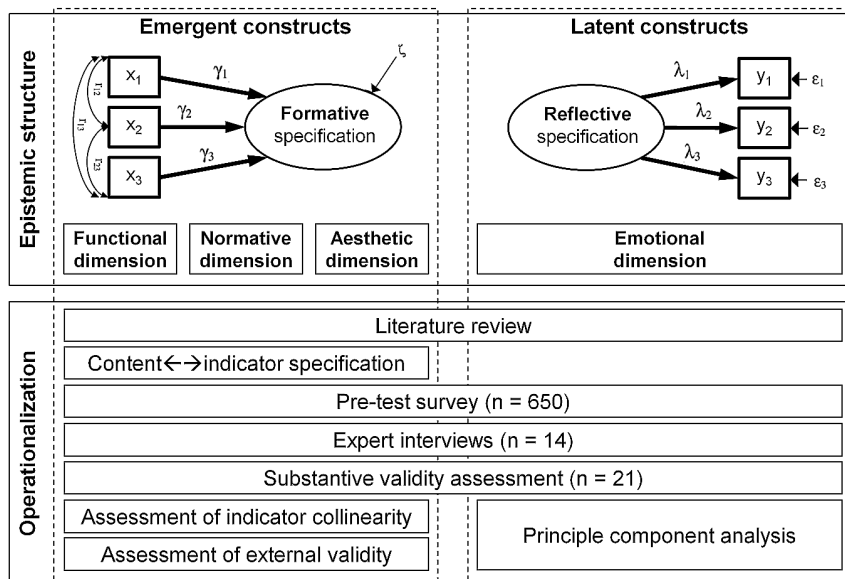 Emergent constructs
Latent constructs
Epistemic structure
x1
x2
x3
r12
r13
r23
γ1
γ2
γ3
ζ
Formative
specification
Reflective
specification
λ1
λ2
λ3
y1
y2
y3
ε1
ε2
ε3
Functional
dimension
Normative
dimension
Aesthetic
dimension
Emotional
dimension
Operationalization
Literature review
Content←→indicator specification
Pre-test survey (n = 650)
Expert interviews (n = 14)
Substantive validity assessment (n = 21)
Assessment of indicator collinearity
Assessment of external validity
Principle component analysis